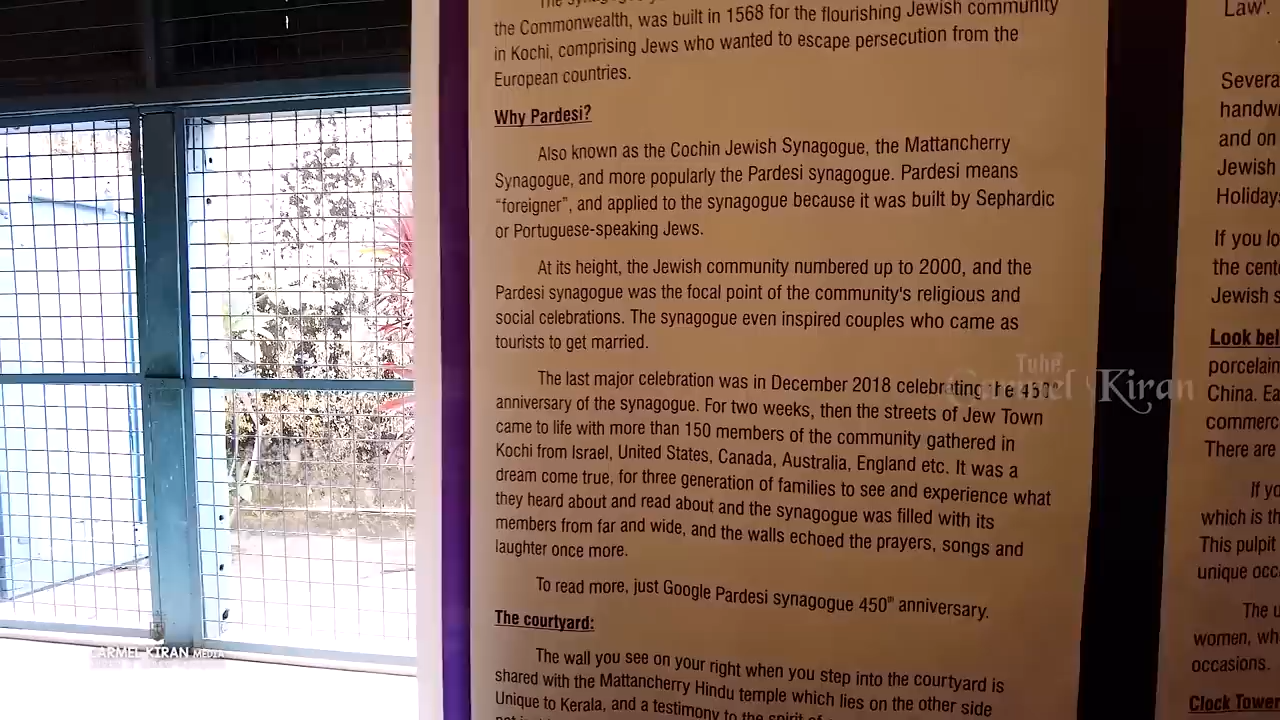 the Commonwealth, was built in 1568 for the flourishing Jewish community
in Kochi, comprising Jews who wanted to escape persecution from the
European countries.
Why Pardesi?
Also known as the Cochin Jewish Synagogue, the Mattancherry
Synagogue, and more popularly the Pardesi synagogue. Pardesi means
“foreigner”, and applied to the synagogue because it was built by Sephardic
or Portuguese-speaking Jews.
At its height, the Jewish community numbered up to 2000, and the
Pardesi synagogue was the focal point of the community's religious and
social celebrations. The synagogue even inspired couples who came as
tourists to get married.
The last major celebration was in December 2018 celebrating the 450th
anniversary of the synagogue. For two weeks, then the streets of Jew Town
came to life with more than 150 members of the community gathered in
Kochi from Israel, United States, Canada, Australia, England etc. It was a
dream come true, for three generation of families to see and experience what
they heard about and read about and the synagogue was filled with its
members from far and wide, and the walls echoed the prayers, songs and
laughter once more.
To read more, just Google Pardesi synagogue 450th anniversary.
The courtyard:
The wall you see on your right when you step into the courtyard is
shared with the Mattancherry Hindu temple which lies on the other side
Unique to Kerala, and a testimony to the spirit of
Law'.
and on
Jewish
If you lo
the cent
Jewish s
Look bel
porcelain
China. Ea
commerc
There are
If yo
which is th
This pulpit
unique occ
The u
women, wh
occasions.
Clock Tower
Tube
Carmel Kiran
CARMEL KIRAN MEDIA